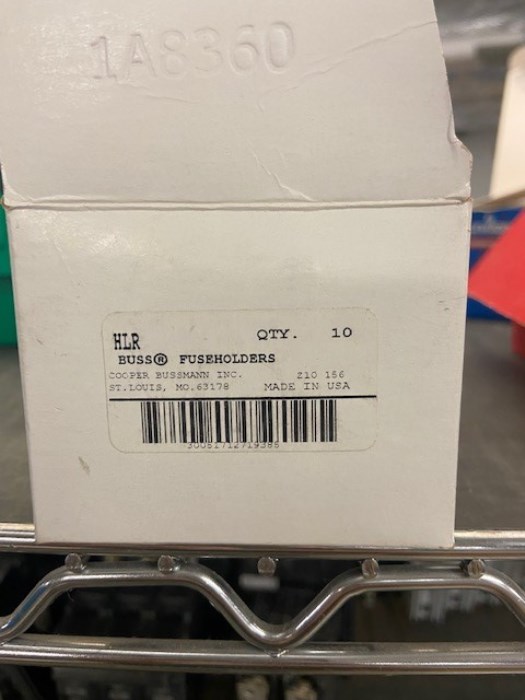 1A8360
HLR QTY. 10
BUSS® FUSEHOLDERS
COOPER BUSSMANN INC. Z10 156
ST.LOUIS, MO.63178 MADE IN USA